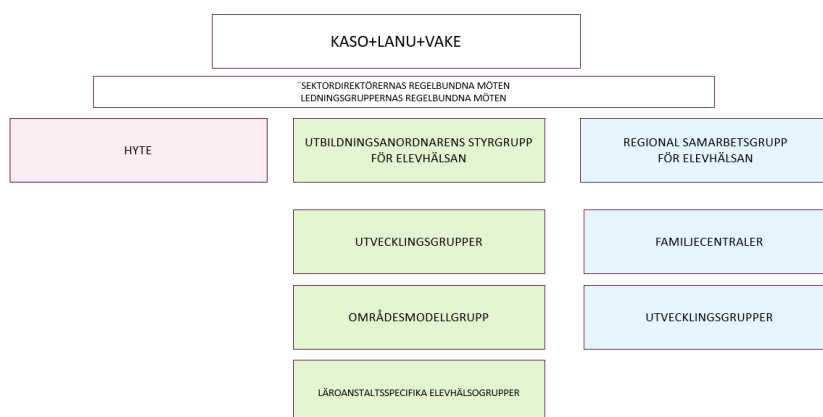 KASO+LANU+VAKE
¨SEKTORDIREKTÖRERNAS REGELBUNDNA MÖTEN
LEDNINGSGRUPPERNAS REGELBUNDNA MÖTEN
HYTE
UTBILDNINGSANORDNARENS STYRGRUPP
FÖR ELEVHÄLSAN
REGIONAL SAMARBETSGRUPP
FÖR ELEVHÄLSAN
UTVECKLINGSGRUPPER
FAMILJECENTRALER
OMRÅDESMODELLGRUPP
UTVECKLINGSGRUPPER
LÄROANSTALTSSPECIFIKA ELEVHÄLSOGRUPPER